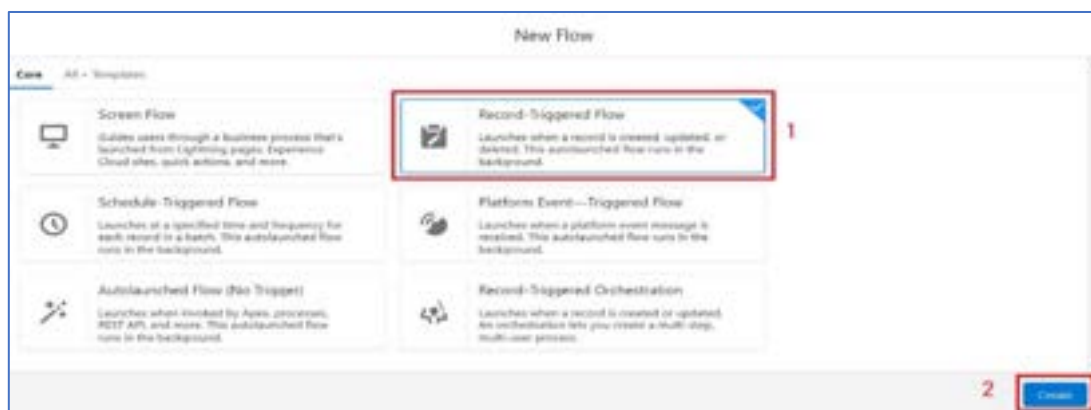 New Flow
Core All + Templates
Screen Flow
Guides users through a business process that's
launched from Lightning pages, Experience
Cloud sites, quick actions, and more.
Record-Triggered Flow
Launches when a record is created, updated, or
deleted. This autolaunched flow runs in the
background.
1
Schedule-Triggered Flow
Launches at a specified time and frequency for
each record in a batch. This autolaunched flow
runs in the background.
Platform Event—Triggered Flow
Launches when a platform event message is
received. This autolaunched flow runs in the
background.
Autolaunched Flow (No Trigger)
Launches when invoked by Apex, processes,
REST API, and more. This autolaunched flow
runs in the background.
Record-Triggered Orchestration
Launches when a record is created or updated.
An orchestration lets you create a multi-step,
multi-user process.
2
Create